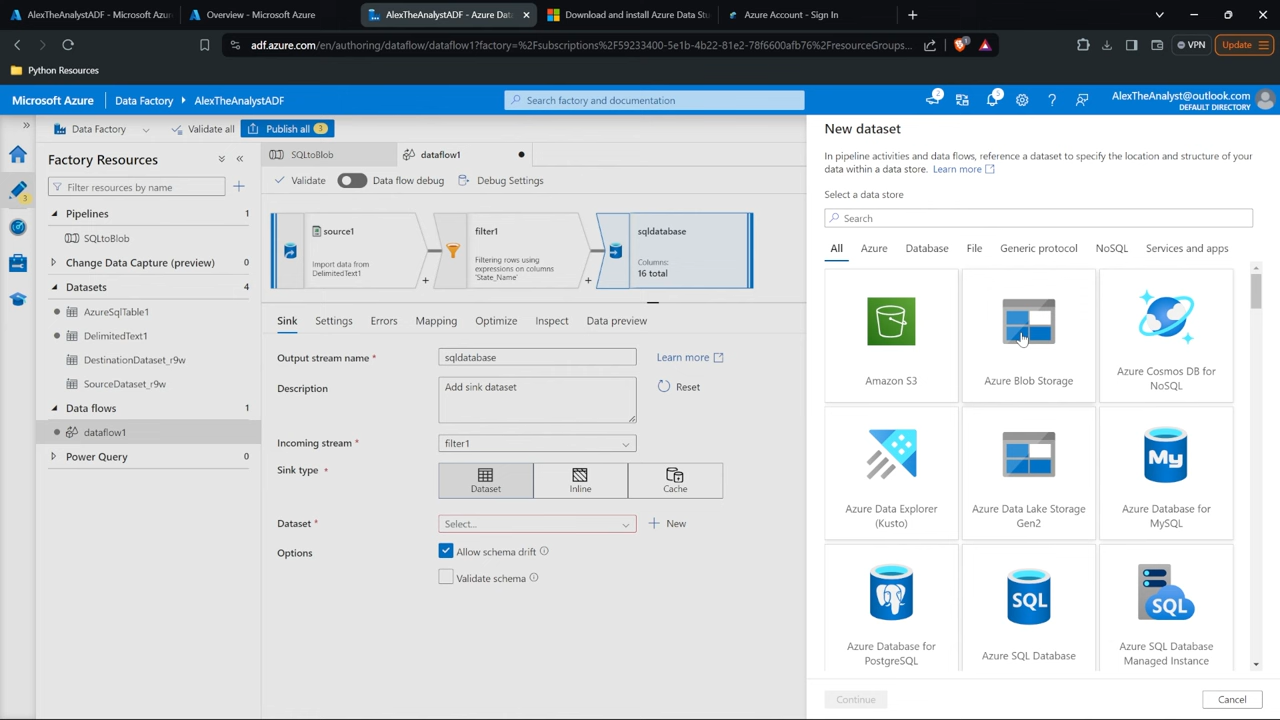 AlexTheAnalystADF - Microsoft Azu
Overview - Microsoft Azure
AlexTheAnalystADF - Azure Dat
Download and install Azure Data Stu
Azure Account - Sign In
adf.azure.com/en/authoring/dataflow/dataflow1?factory=%2Fsubscriptions%2F59233400-5e1b-4b22-81e2-78f6600afb76%2FresourceGroups...
1
VPN
Update
Python Resources
Microsoft Azure
Data Factory
AlexTheAnalystADF
Search factory and documentation
2
5
AlexTheAnalyst@outlook.com
DEFAULT DIRECTORY
Data Factory
Validate all
Publish all 3
3
Factory Resources
Filter resources by name
Pipelines 1
SQLtoBlob
Change Data Capture (preview) 0
Datasets 4
AzureSqlTable1
DelimitedText1
DestinationDataset_r9w
SourceDataset_r9w
Data flows 1
dataflow1
Power Query 0
SQLtoBlob
dataflow1
Validate
Data flow debug
Debug Settings
source1
Import data from
DelimitedText1
filter1
Filtering rows using
expressions on columns
'State_Name'
sqldatabase
Columns:
16 total
Sink
Settings
Errors
Mapping
Optimize
Inspect
Data preview
Output stream name *
sqldatabase
Learn more
Description
Add sink dataset
Reset
Incoming stream *
filter1
Sink type *
Dataset
Inline
Cache
Dataset *
Select...
New
Options
Allow schema drift
Validate schema
New dataset
In pipeline activities and data flows, reference a dataset to specify the location and structure of your
data within a data store. Learn more
Select a data store
Search
All
Azure
Database
File
Generic protocol
NoSQL
Services and apps
Amazon S3
Azure Blob Storage
Azure Cosmos DB for
NoSQL
Azure Data Explorer
(Kusto)
Azure Data Lake Storage
Gen2
My
Azure Database for
MySQL
Azure Database for
PostgreSQL
SQL
Azure SQL Database
SQL
Azure SQL Database
Managed Instance
Continue
Cancel